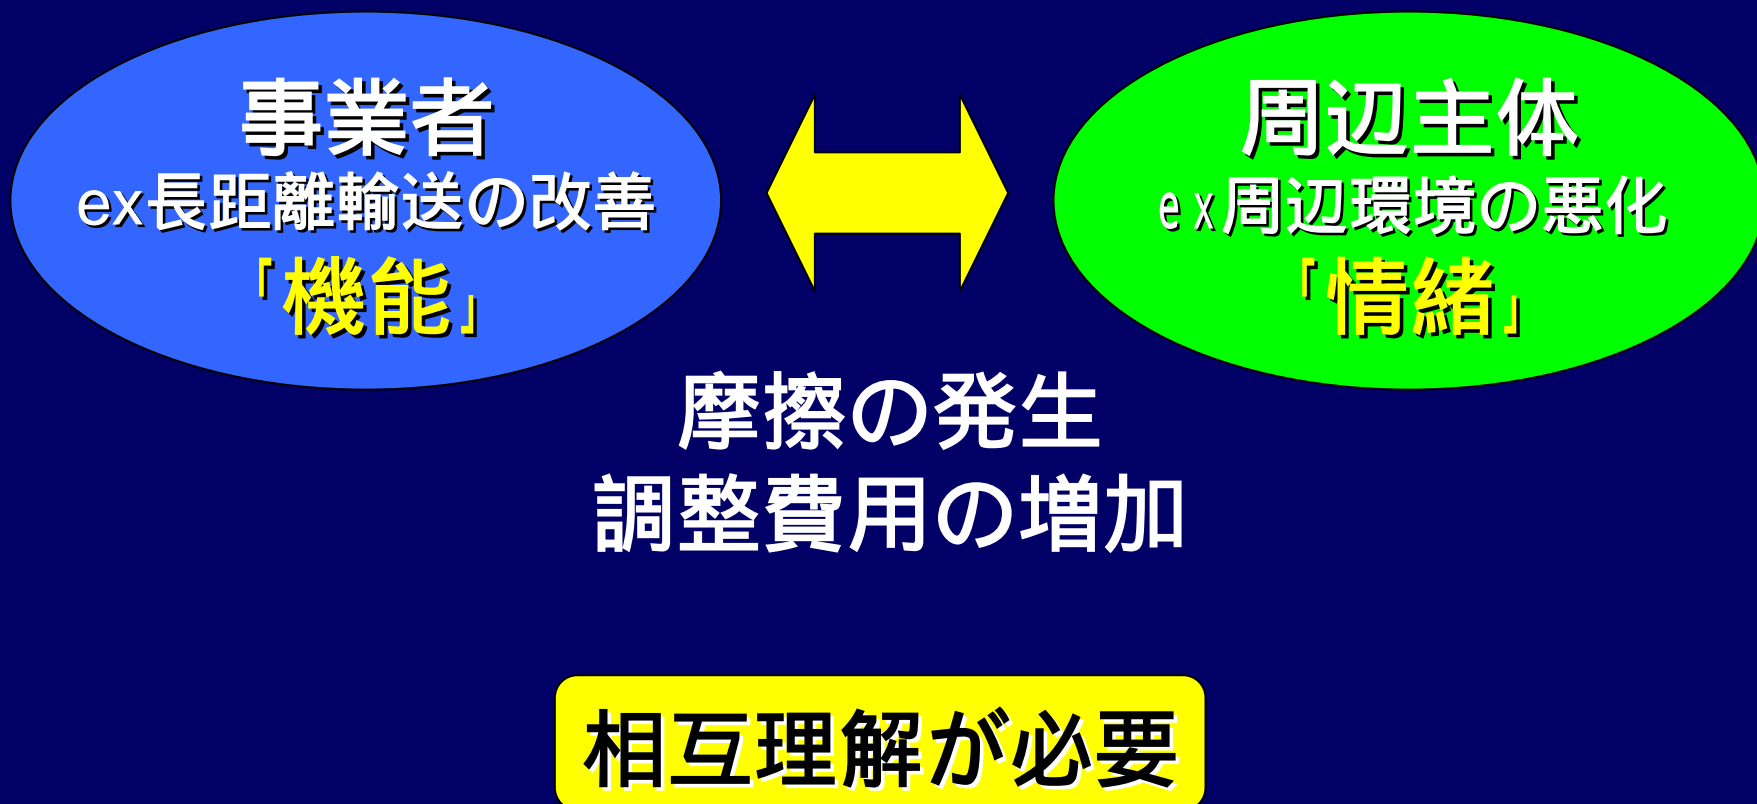 事業者
ex長距離輸送の改善
「機能」
周辺主体
ex周辺環境の悪化
「情緒」
摩擦の発生
調整費用の増加
相互理解が必要